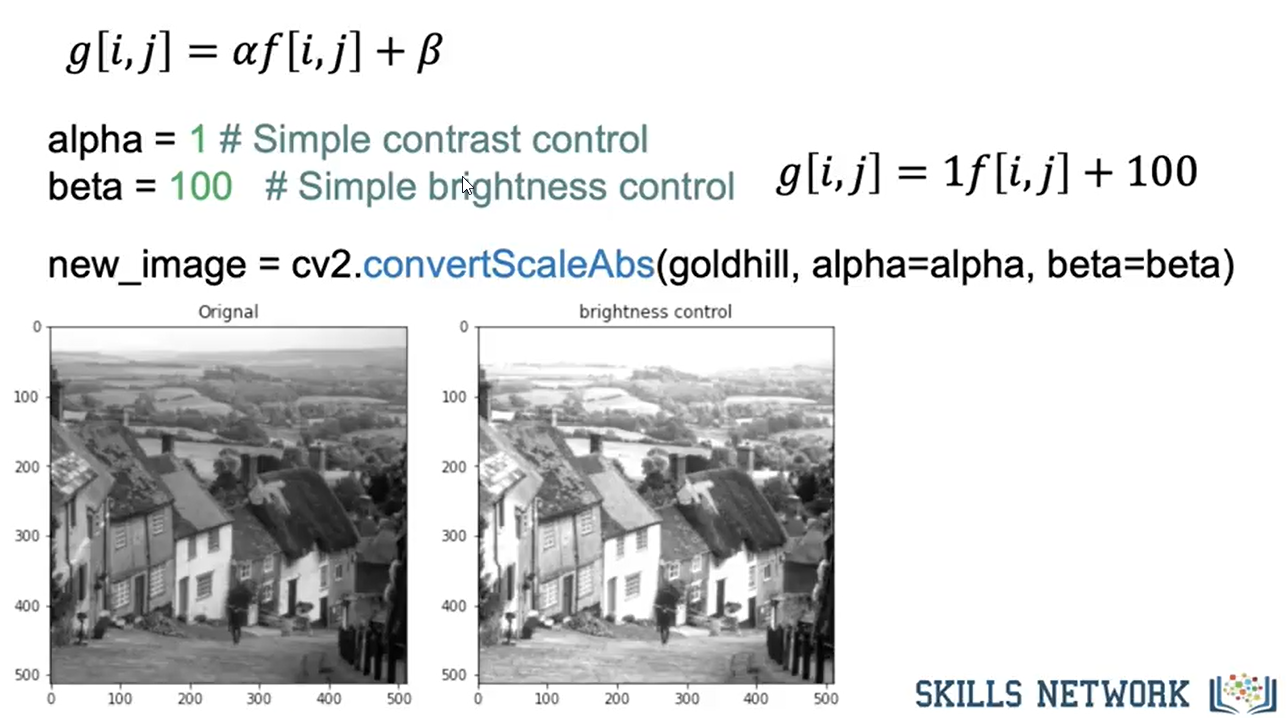 g[i,j] = αf[i,j] + β
alpha = 1 # Simple contrast control
beta = 100 # Simple brightness control
g[i,j] = 1f[i,j] + 100
new_image = cv2.convertScaleAbs(goldhill, alpha=alpha, beta=beta)
Orignal
brightness control
0
100
200
300
400
500
0 100 200 300 400 500
0
100
200
300
400
500
0 100 200 300 400 500
SKILLS NETWORK